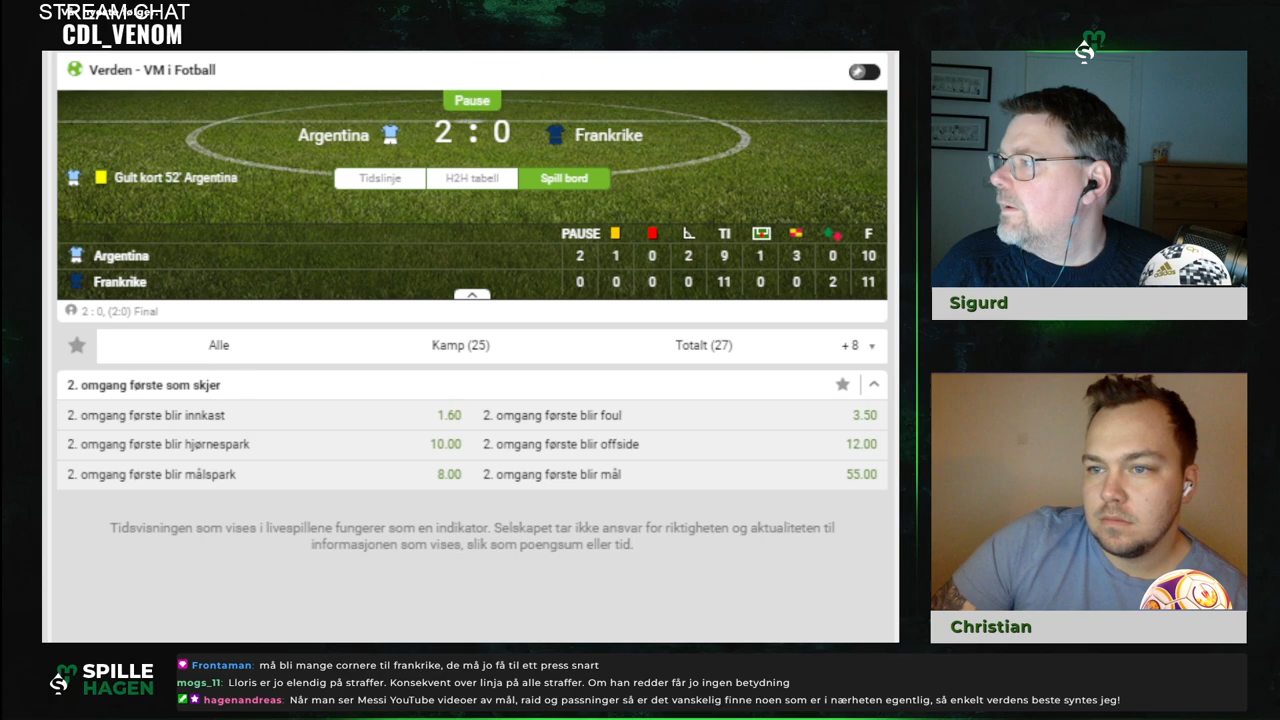 STREAM CHAT
CDL_VENOM
Verden - VM i Fotball
Pause
Argentina 2 : 0 Frankrike
Gult kort 52' Argentina
Tidslinje H2H tabell Spill bord
PAUSE TI F
Argentina 2 1 0 2 9 1 3 0 10
Frankrike 0 0 0 0 11 0 0 2 11
2 : 0, (2:0) Final
Alle Kamp (25) Totalt (27) + 8
2. omgang første som skjer
2. omgang første blir innkast 1.60 2. omgang første blir foul 3.50
2. omgang første blir hjørnespark 10.00 2. omgang første blir offside 12.00
2. omgang første blir målspark 8.00 2. omgang første blir mål 55.00
Tidsvisningen som vises i livespillene fungerer som en indikator. Selskapet tar ikke ansvar for riktigheten og aktualiteten til
informasjonen som vises, slik som poengsum eller tid.
Sigurd
Christian
SPILLE
HAGEN
Frontaman: må bli mange cornere til frankrike, de må jo få til ett press snart
mogs_11: Lloris er jo elendig på straffer. Konsekvent over linja på alle straffer. Om han redder får jo ingen betydning
hagenandreas: Når man ser Messi YouTube videoer av mål, raid og passninger så er det vanskelig finne noen som er i nærheten egentlig, så enkelt verdens beste syntes jeg!